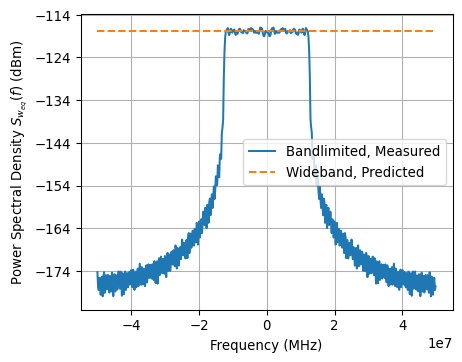 −114
−124
−134
−144
−154
−164
−174
Power Spectral Density S_{w_{eq}}(f) (dBm)
Bandlimited, Measured
Wideband, Predicted
−4 −2 0 2 4
1e7
Frequency (MHz)